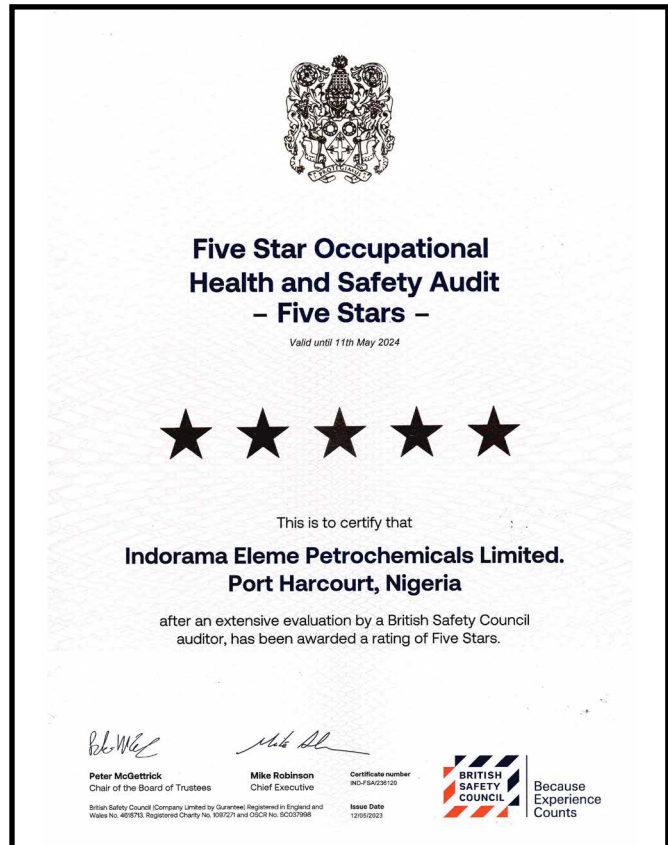 PROTEGIMUS
Five Star Occupational
Health and Safety Audit
– Five Stars –
Valid until 11th May 2024
This is to certify that
Indorama Eleme Petrochemicals Limited.
Port Harcourt, Nigeria
after an extensive evaluation by a British Safety Council
auditor, has been awarded a rating of Five Stars.
Peter McGettrick
Chair of the Board of Trustees
Mike Robinson
Chief Executive
Certificate number
IND-FSA/236120
British Safety Council (Company Limited by Gurantee) Registered in England and
Wales No. 4618713. Registered Charity No. 1097271 and OSCR No. SC037998
Issue Date
12/05/2023
BRITISH
SAFETY
COUNCIL
Because
Experience
Counts